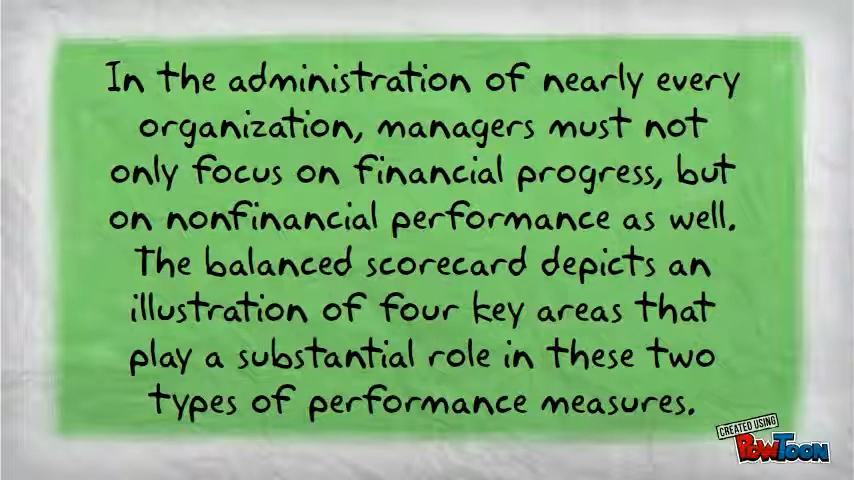 In the administration of nearly every
organization, managers must not
only focus on financial progress, but
on nonfinancial performance as well.
The balanced scorecard depicts an
illustration of four key areas that
play a substantial role in these two
types of performance measures.
CREATED USING
POWTOON